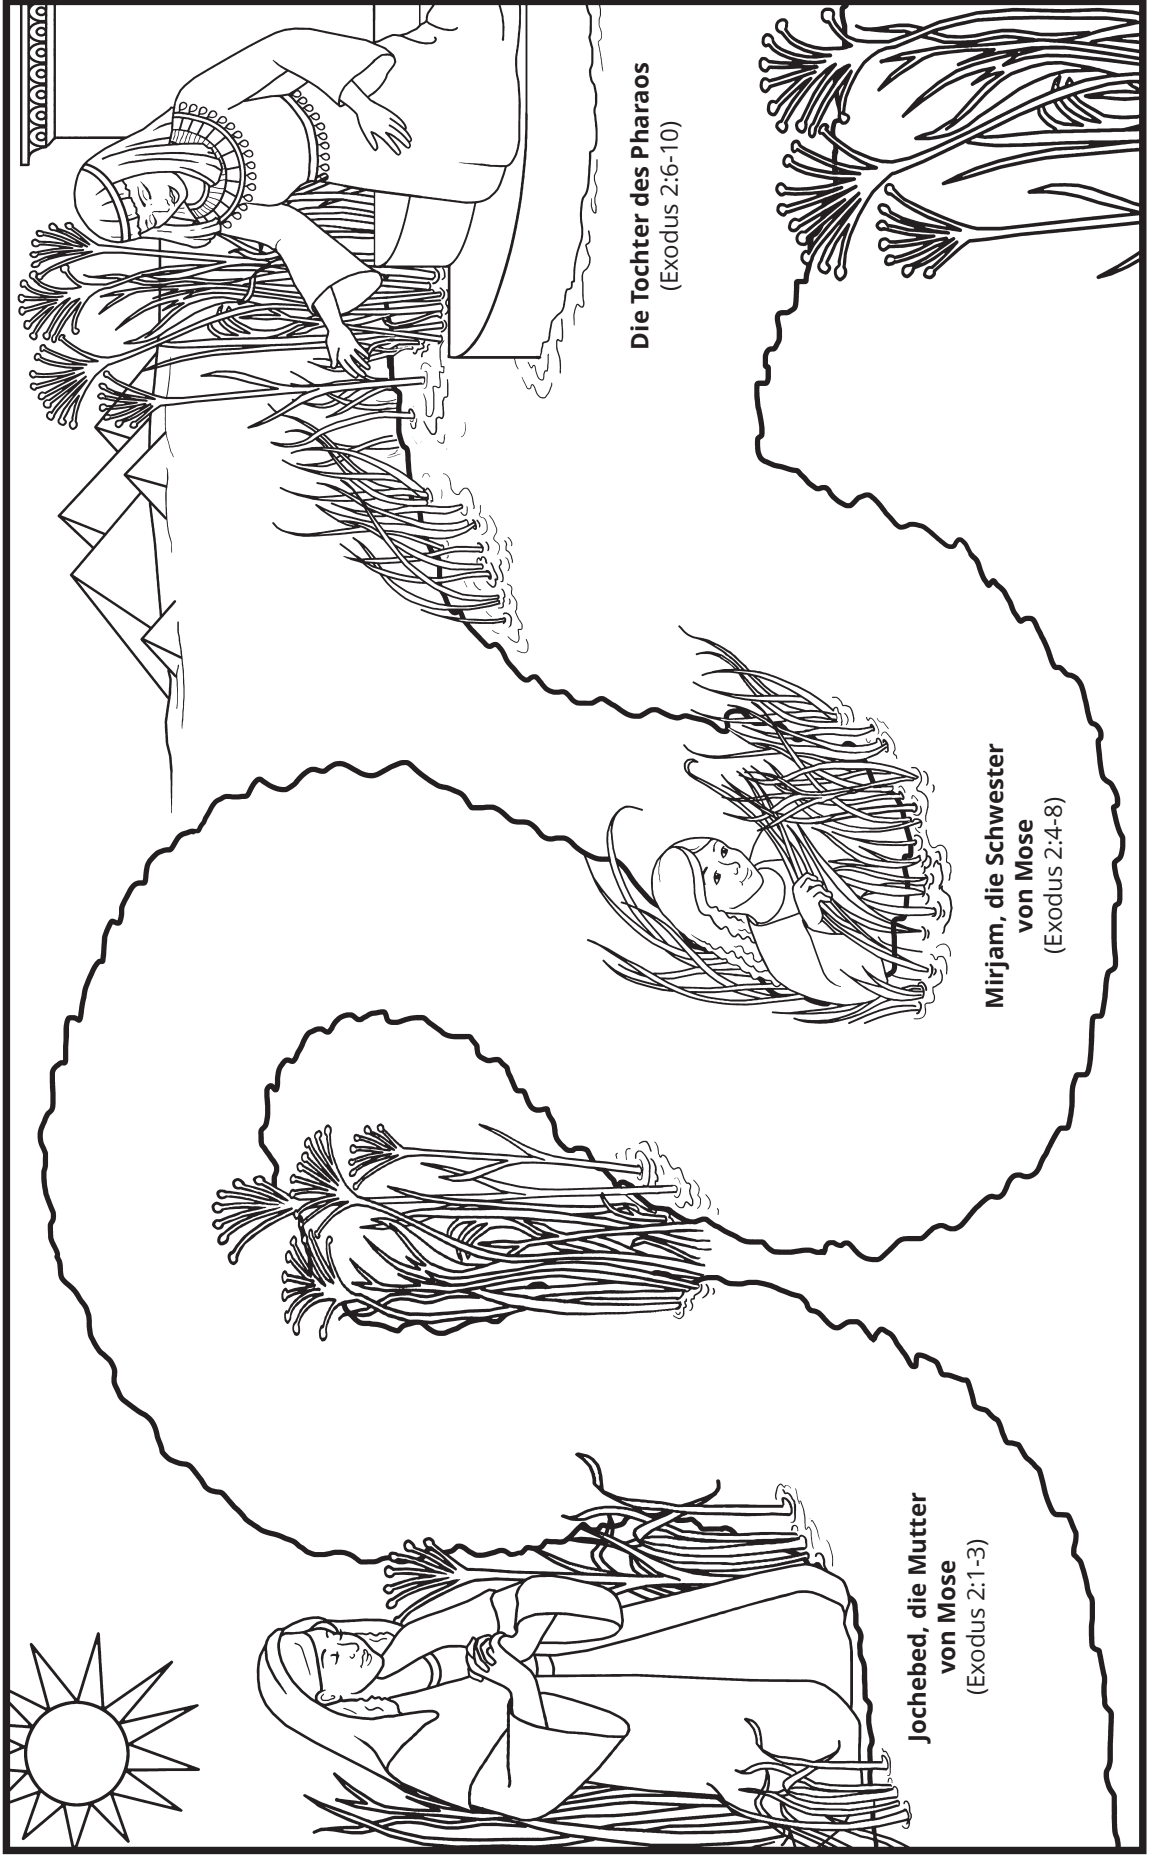 Jochebed, die Mutter
von Mose
(Exodus 2:1-3)
Mirjam, die Schwester
von Mose
(Exodus 2:4-8)
Die Tochter des Pharaos
(Exodus 2:6-10)